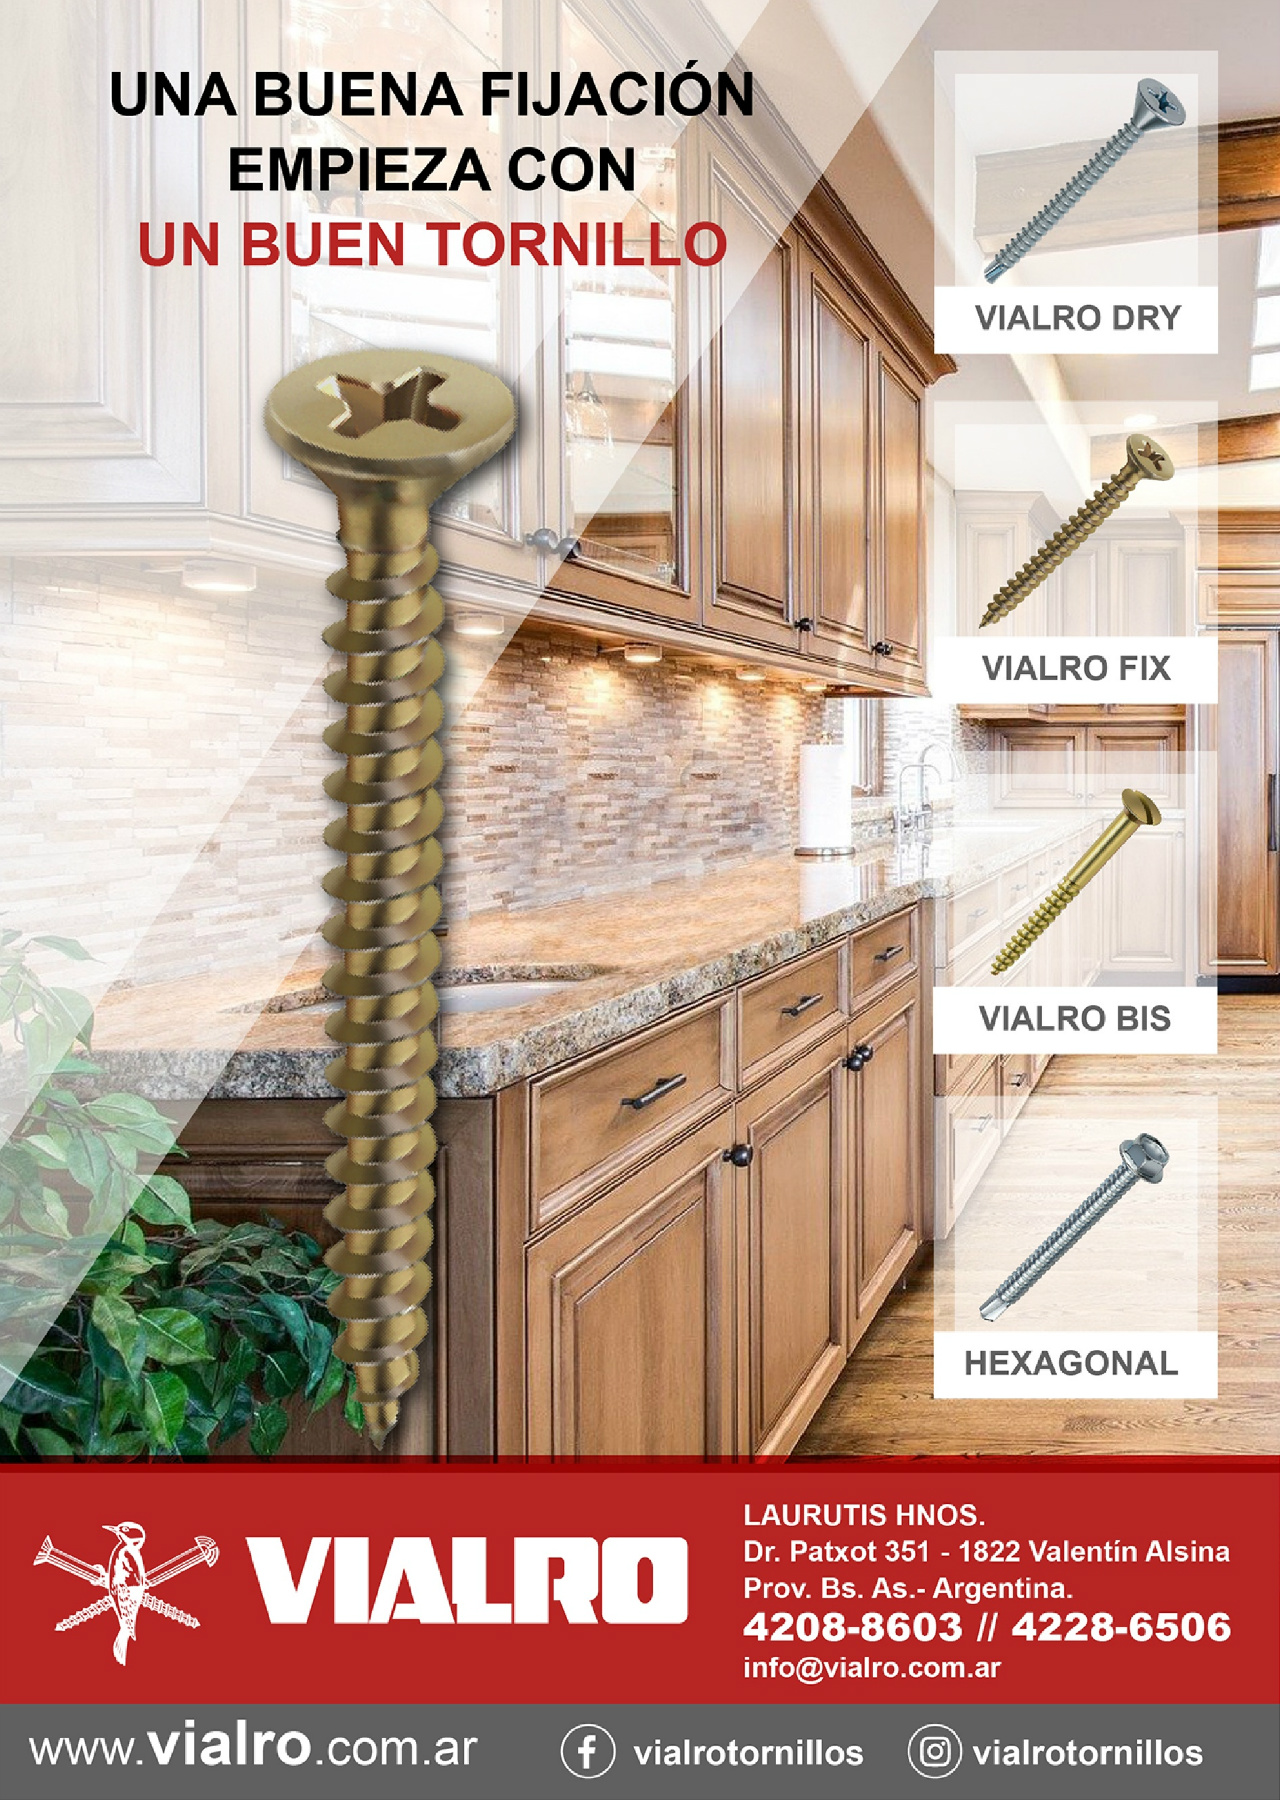 UNA BUENA FIJACIÓN
EMPIEZA CON
UN BUEN TORNILLO
VIALRO DRY
VIALRO FIX
VIALRO BIS
HEXAGONAL
VIALRO
LAURUTIS HNOS.
Dr. Patxot 351 - 1822 Valentín Alsina
Prov. Bs. As.- Argentina.
4208-8603 // 4228-6506
info@vialro.com.ar
www.vialro.com.ar
vialrotornillos
vialrotornillos